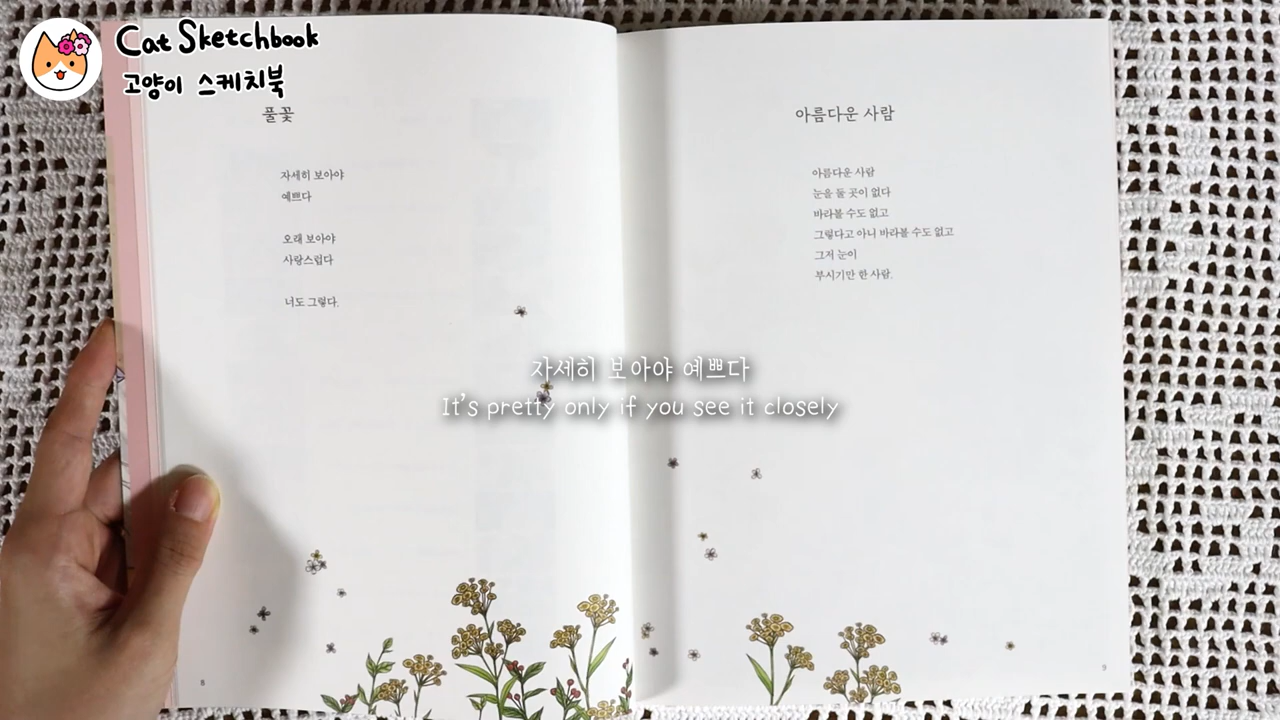 Cat Sketchbook
고양이 스케치북
풀꽃
자세히 보아야
예쁘다
오래 보아야
사랑스럽다
너도 그렇다.
8
아름다운 사람
아름다운 사람
눈을 둘 곳이 없다
바라볼 수도 없고
그렇다고 아니 바라볼 수도 없고
그저 눈이
부시기만 한 사람.
9
자세히 보아야 예쁘다
It's pretty only if you see it closely